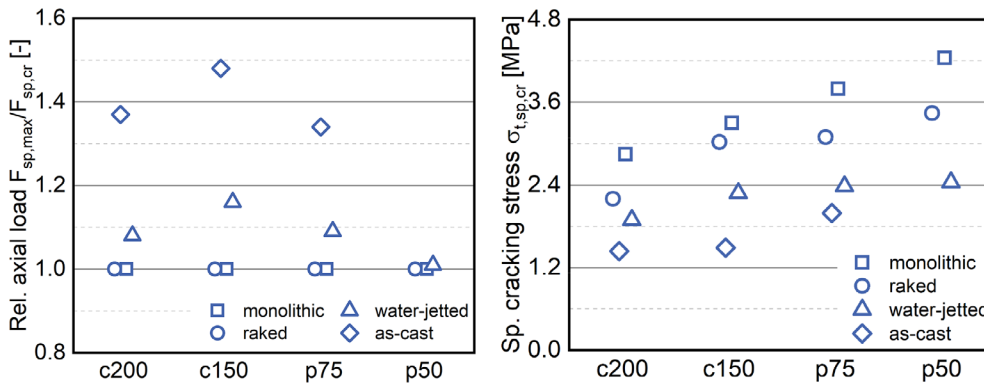 Rel. axial load F_sp,max/F_sp,cr [-]
1.6
1.4
1.2
1.0
0.8
monolithic
water-jetted
raked
as-cast
c200 c150 p75 p50
Sp. cracking stress σ_t,sp,cr [MPa]
4.8
3.6
2.4
1.2
0.0
monolithic
raked
water-jetted
as-cast
c200 c150 p75 p50